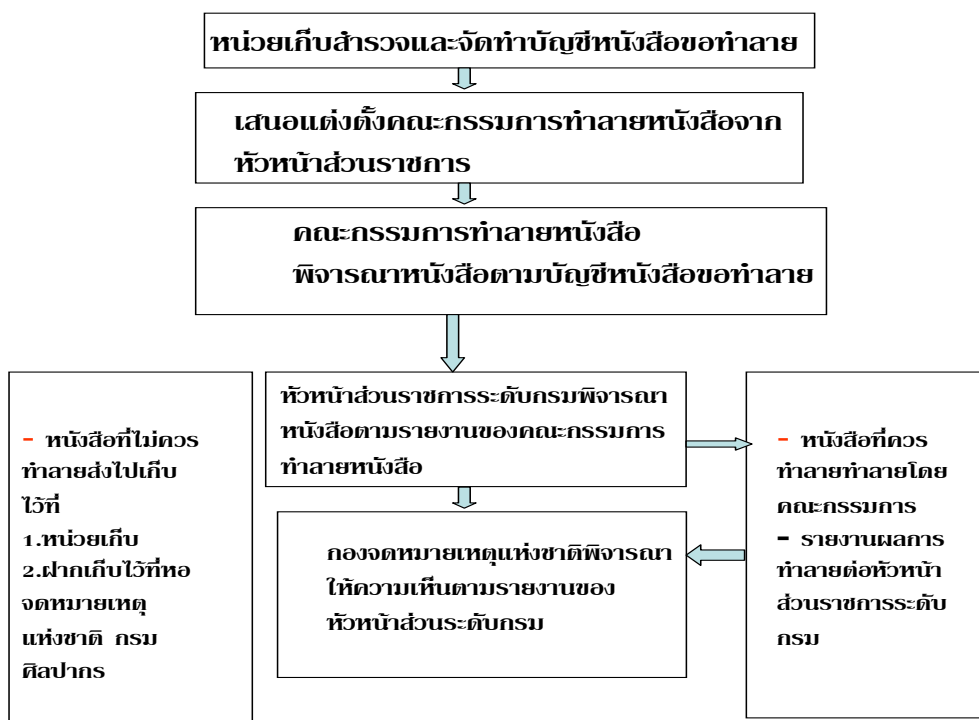 หน่วยเก็บสำรวจและจัดทำบัญชีหนังสือขอทำลาย
เสนอแต่งตั้งคณะกรรมการทำลายหนังสือจาก
หัวหน้าส่วนราชการ
คณะกรรมการทำลายหนังสือ
พิจารณาหนังสือตามบัญชีหนังสือขอทำลาย
หัวหน้าส่วนราชการระดับกรมพิจารณา
หนังสือตามรายงานของคณะกรรมการ
ทำลายหนังสือ
- หนังสือที่ไม่ควร
ทำลายส่งไปเก็บ
ไว้ที่
1.หน่วยเก็บ
2.ฝากเก็บไว้ที่หอ
จดหมายเหตุ
แห่งชาติ กรม
ศิลปากร
- หนังสือที่ควร
ทำลายทำลายโดย
คณะกรรมการ
- รายงานผลการ
ทำลายต่อหัวหน้า
ส่วนราชการระดับ
กรม
กองจดหมายเหตุแห่งชาติพิจารณา
ให้ความเห็นตามรายงานของ
หัวหน้าส่วนระดับกรม